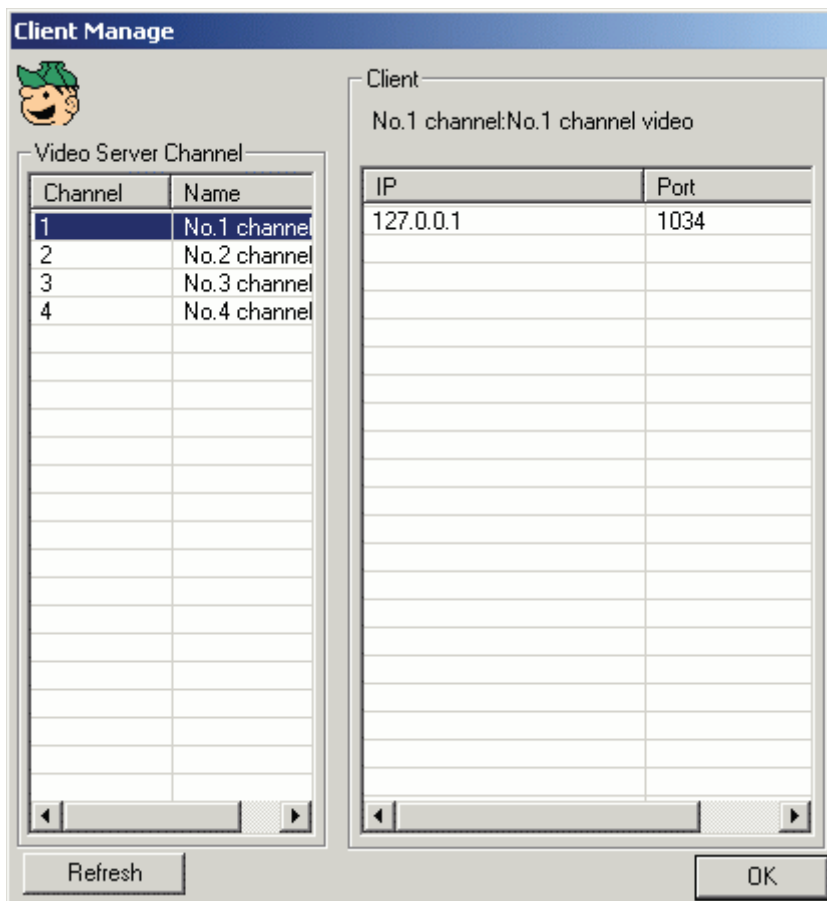 Client Manage
Video Server Channel
Channel Name
1 No.1 channel
2 No.2 channel
3 No.3 channel
4 No.4 channel
Refresh
Client
No.1 channel:No.1 channel video
IP Port
127.0.0.1 1034
OK